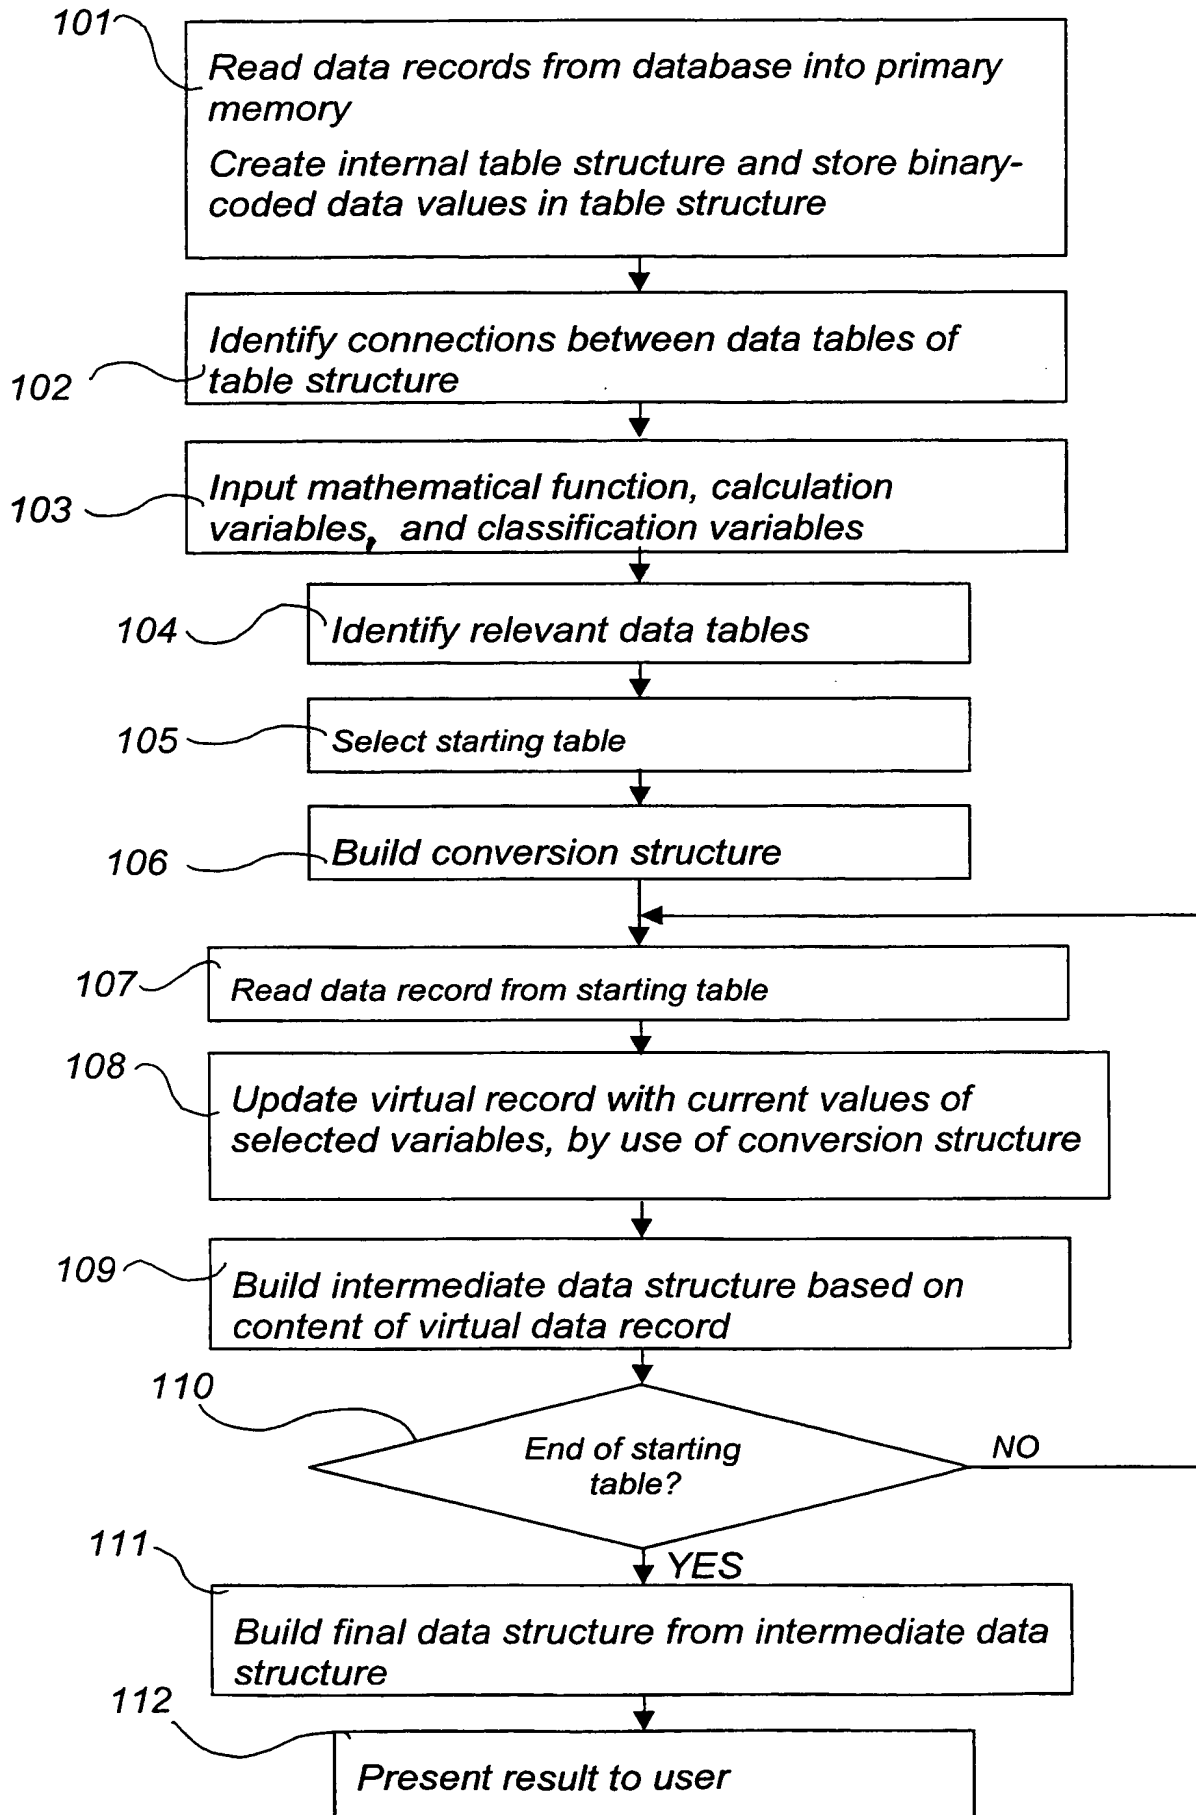 101
Read data records from database into primary
memory
Create internal table structure and store binary-
coded data values in table structure
102
Identify connections between data tables of
table structure
103
Input mathematical function, calculation
variables, and classification variables
104
Identify relevant data tables
105
Select starting table
106
Build conversion structure
107
Read data record from starting table
108
Update virtual record with current values of
selected variables, by use of conversion structure
109
Build intermediate data structure based on
content of virtual data record
110
End of starting
table?
NO
YES
111
Build final data structure from intermediate data
structure
112
Present result to user